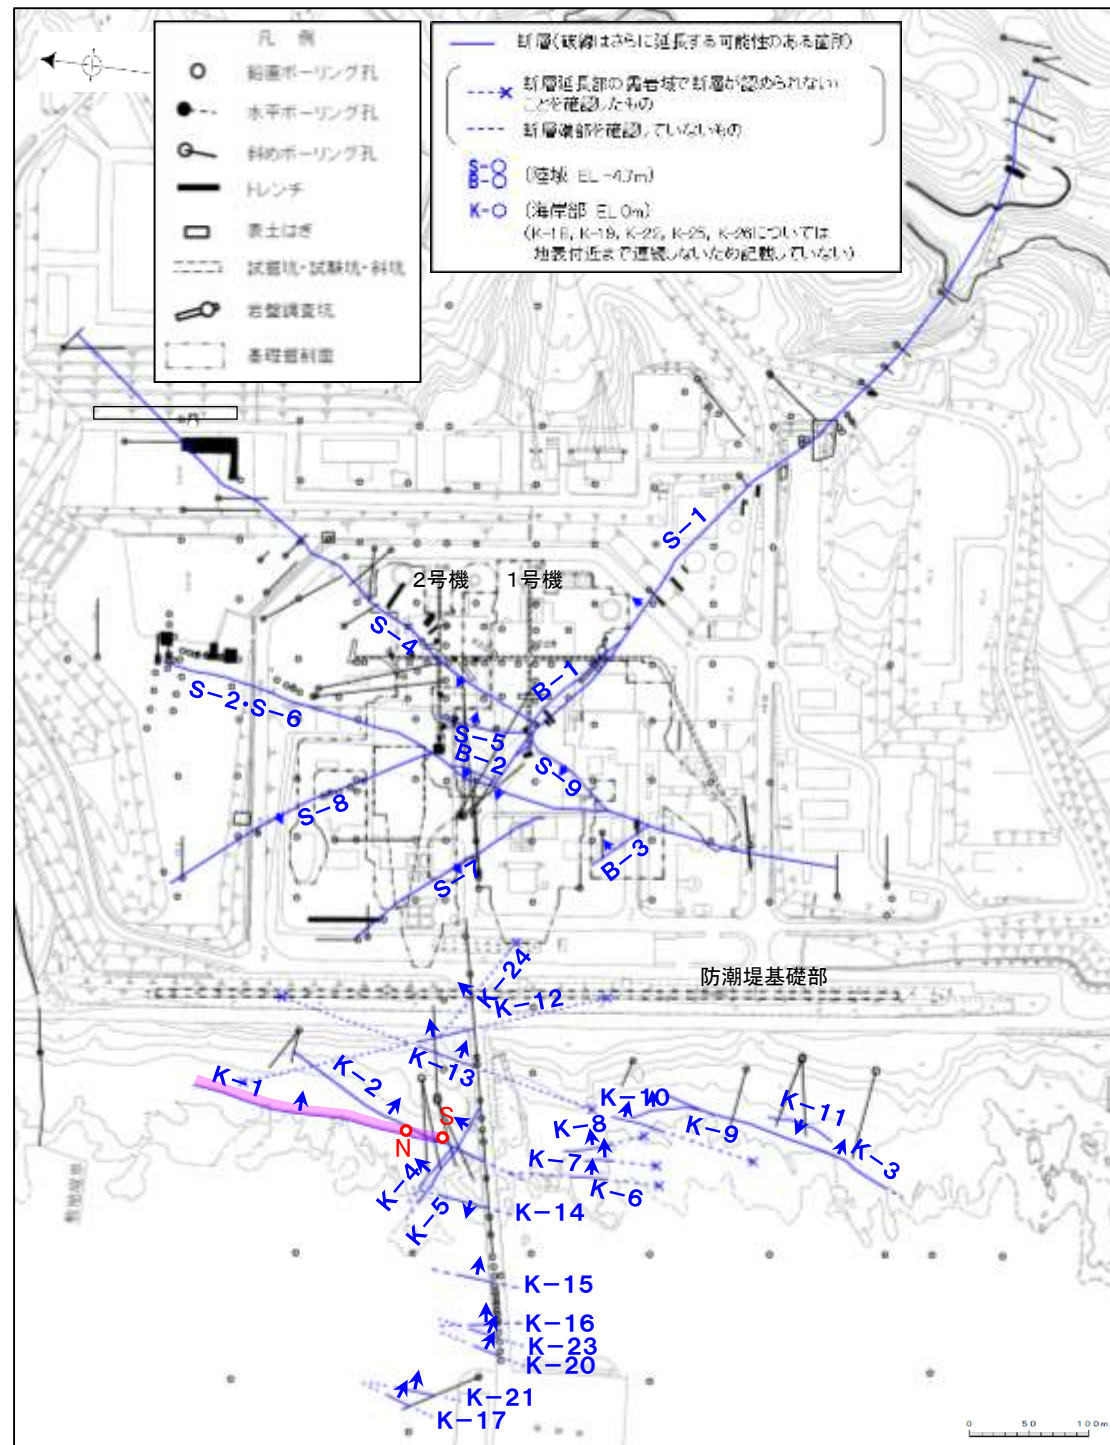 凡 例
鉛直ボーリング孔
水平ボーリング孔
斜めボーリング孔
トレンチ
表土はぎ
試掘坑・試験坑・斜坑
岩盤調査坑
基礎掘削面
断層(破線はさらに延長する可能性のある箇所)
断層延長部の露岩域で断層が認められない
ことを確認したもの
断層端部を確認していないもの
S-○
B-○
(陸域 EL -4.7m)
K-○
(海岸部 EL 0m)
(K-18, K-19, K-22, K-25, K-26については
地表付近まで連続しないため記載していない)
S-1
2号機
1号機
S-4
B-1
S-2・S-6
S-5
B-2
S-9
S-8
B-3
S-7
防潮堤基礎部
K-24
K-12
K-13
K-1
K-2
K-10
K-11
K-8
K-9
S
N
K-7
K-3
K-4
K-6
K-5
K-14
K-15
K-16
K-23
K-20
K-21
K-17
0 50 100m